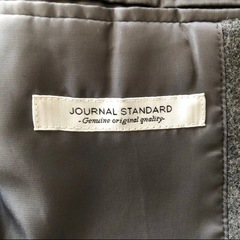 JOURNAL STANDARD
- Genuine original quality-